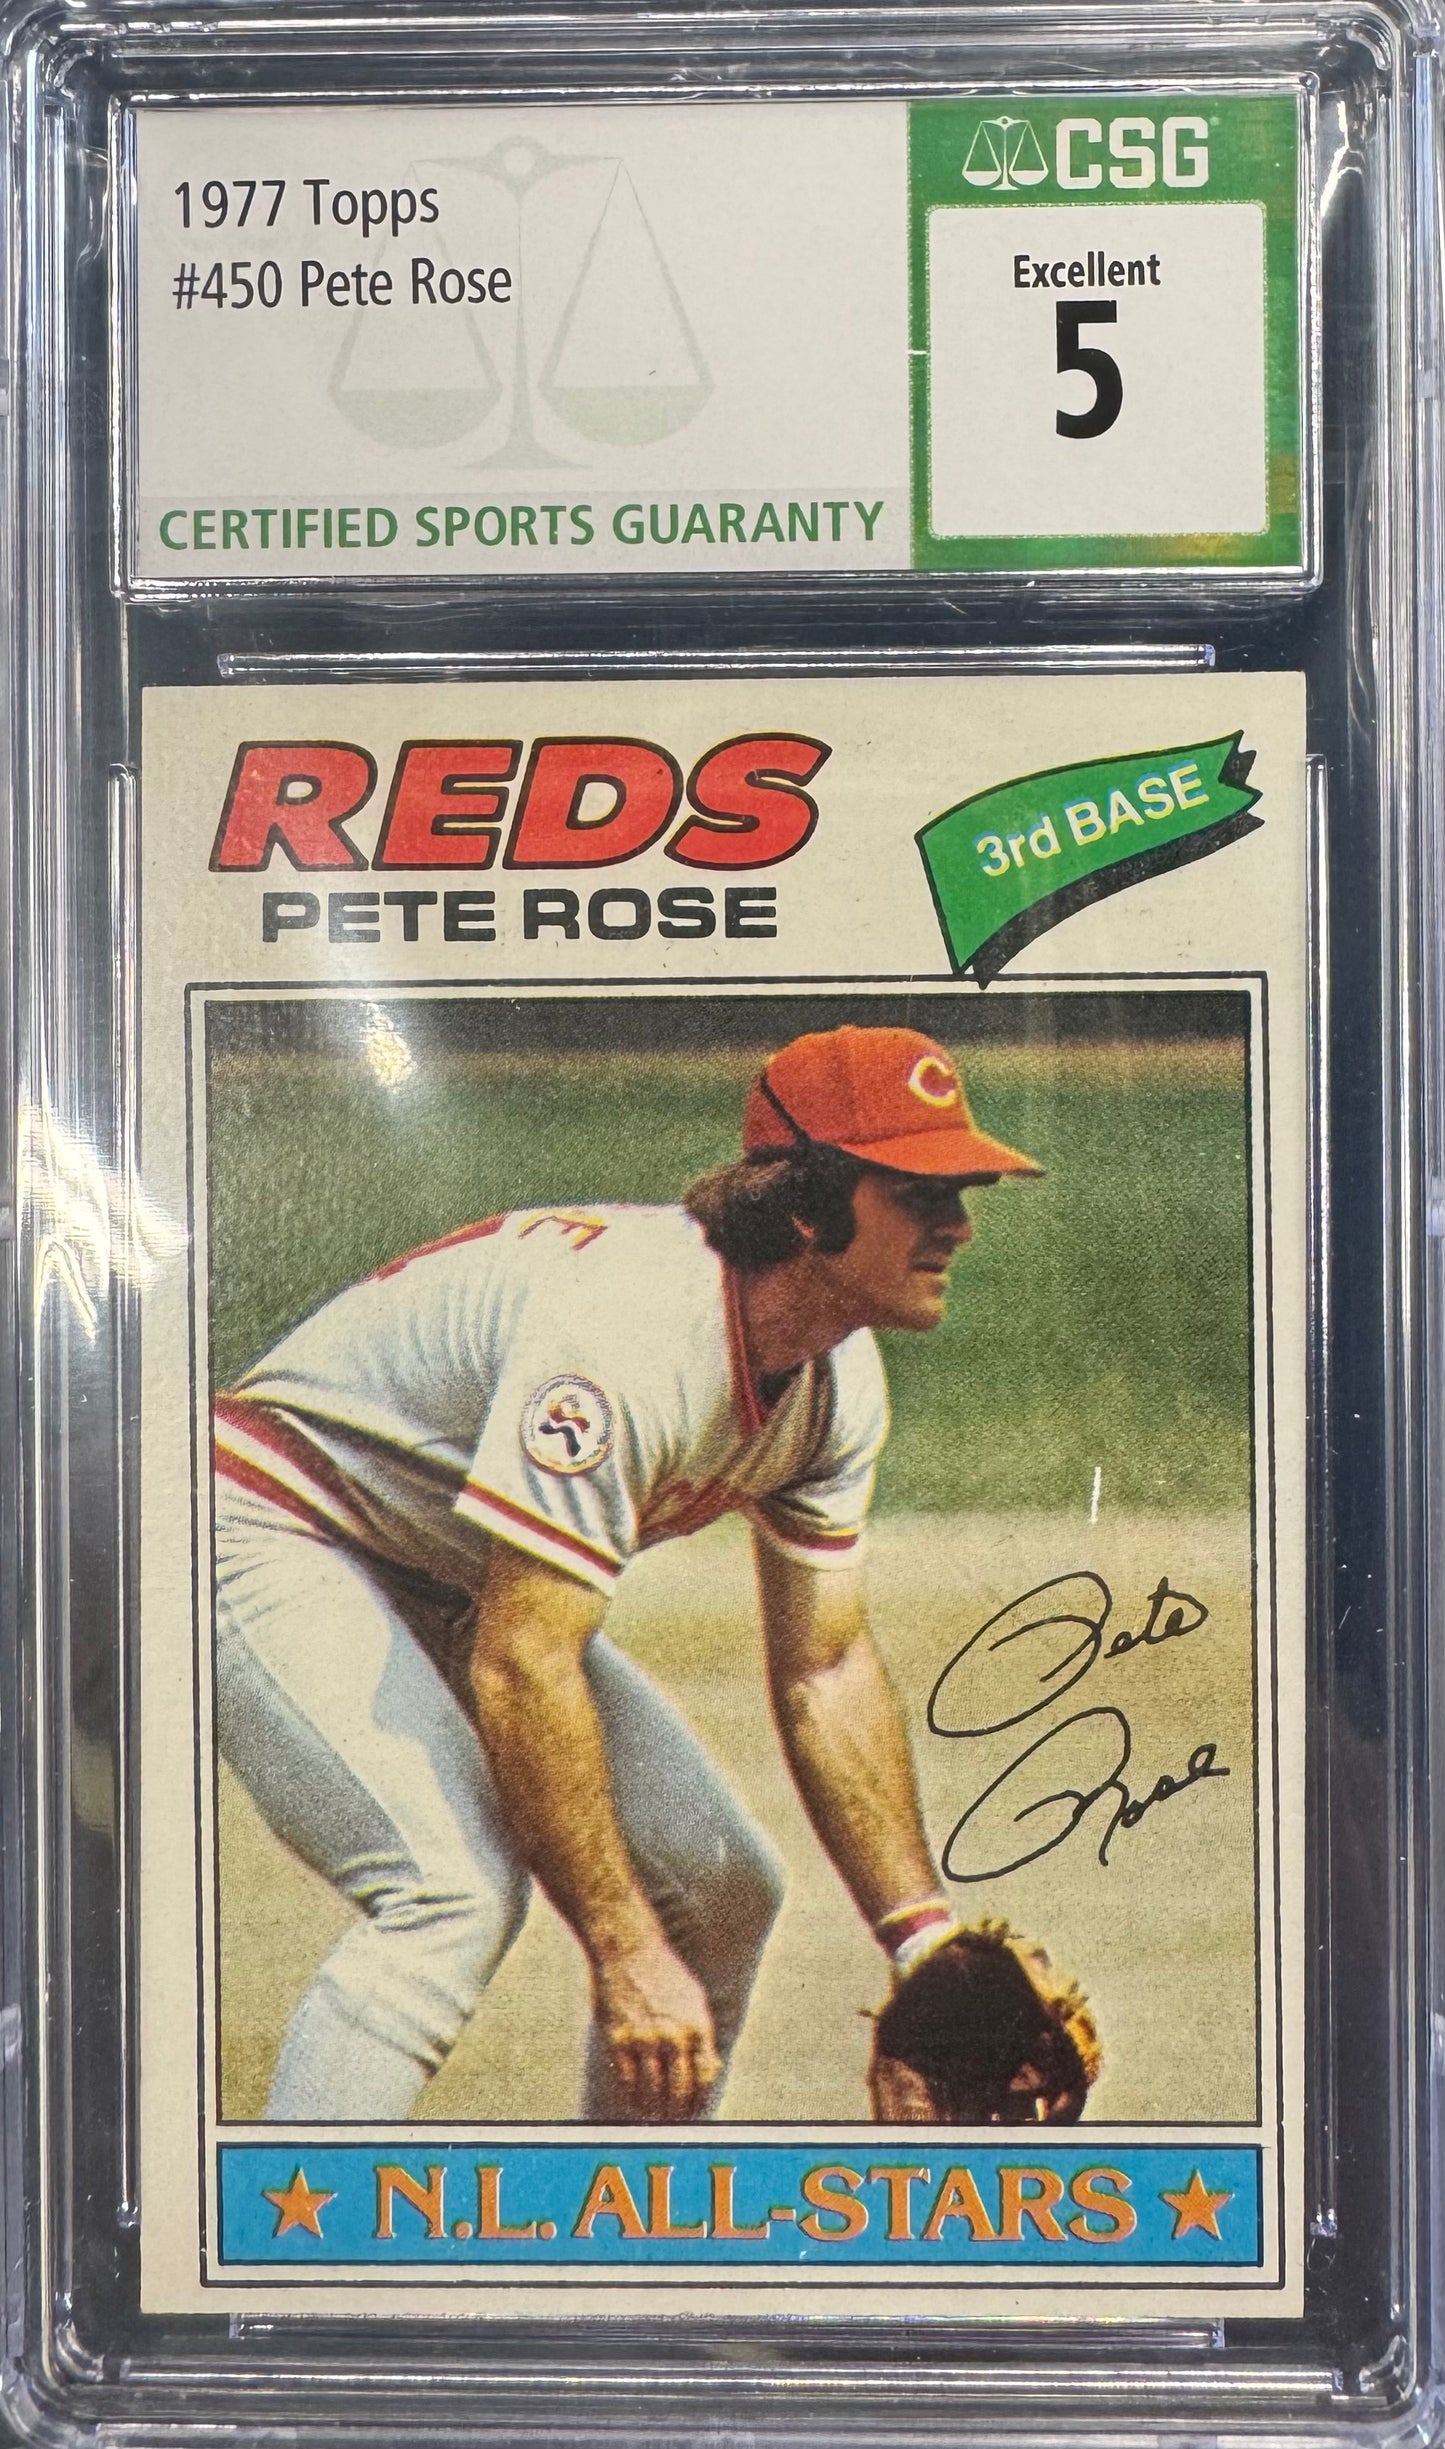 CSG
1977 Topps
#450 Pete Rose
Excellent
5
CERTIFIED SPORTS GUARANTY
REDS
PETE ROSE
3rd BASE
C
Pete
Rose
★ N.L. ALL-STARS ★